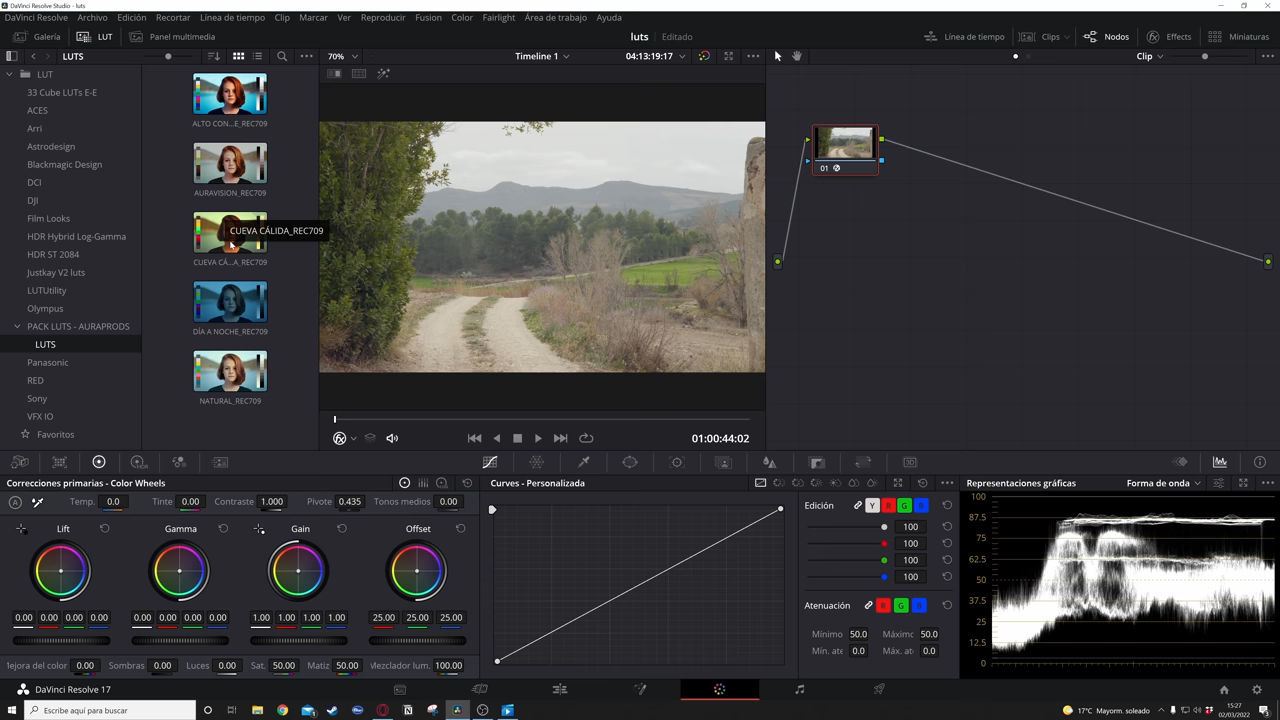 DaVinci Resolve Studio - luts
DaVinci Resolve Archivo Edición Recortar Línea de tiempo Clip Marcar Ver Reproducir Fusion Color Fairlight Área de trabajo Ayuda
Galería LUT Panel multimedia luts Editado Línea de tiempo Clips Nodos Effects Miniaturas
LUTS 70% Timeline 1 04:13:19:17 Clip
LUT
33 Cube LUTs E-E
ACES
Arri
Astrodesign
Blackmagic Design
DCI
DJI
Film Looks
HDR Hybrid Log-Gamma
HDR ST 2084
Justkay V2 luts
LUTUtility
Olympus
PACK LUTS - AURAPRODS
LUTS
Panasonic
RED
Sony
VFX IO
Favoritos
ALTO CON...E_REC709
AURAVISION_REC709
CUEVA CÁLIDA_REC709
CUEVA CÁ...A_REC709
DÍA A NOCHE_REC709
NATURAL_REC709
01
01:00:44:02
Correcciones primarias - Color Wheels
A Temp. 0.0 Tinte 0.00 Contraste 1.000 Pivote 0.435 Tonos medios 0.00
Lift Gamma Gain Offset
0.00 0.00 0.00 0.00 0.00 0.00 0.00 0.00 1.00 1.00 1.00 1.00 25.00 25.00 25.00
lejora del color 0.00 Sombras 0.00 Luces 0.00 Sat. 50.00 Matiz 50.00 Mezclador lum. 100.00
Curves - Personalizada
Edición Y R G B
100
100
100
100
Atenuación R G B
Mínimo 50.0 Máximo 50.0
Mín. ate 0.0 Máx. at 0.0
Representaciones gráficas Forma de onda
100
87.5
75
62.5
50
37.5
25
12.5
0
DaVinci Resolve 17
Escribe aquí para buscar
17°C Mayorm. soleado
15:27
02/03/2022